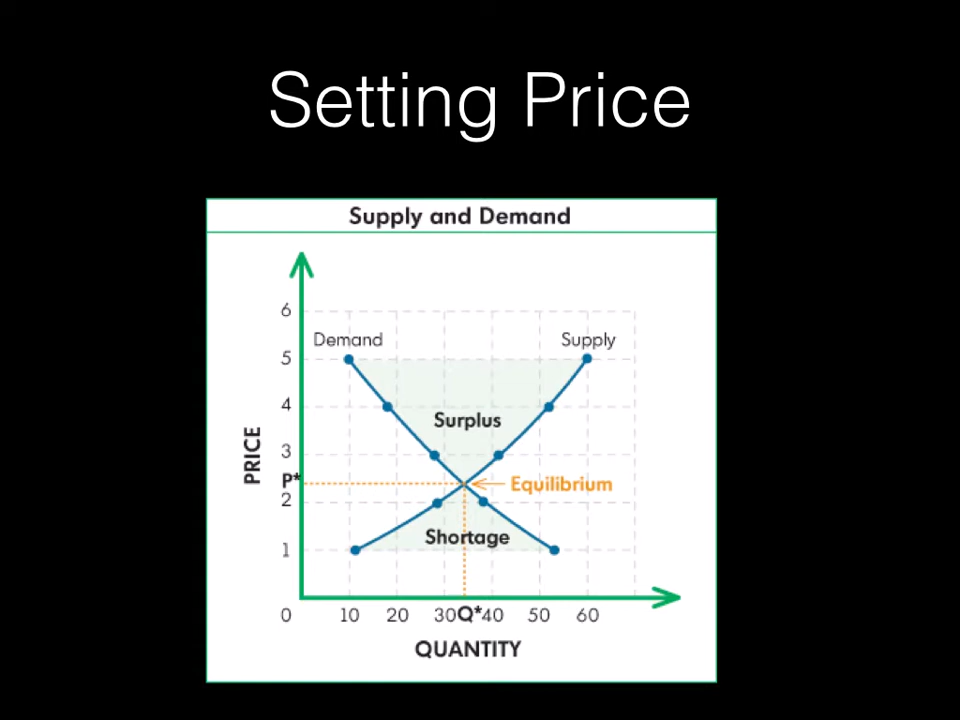 Setting Price
Supply and Demand
6
Demand
Supply
5
4
Surplus
3
PRICE
P*
Equilibrium
2
Shortage
1
0 10 20 30 Q* 40 50 60
QUANTITY